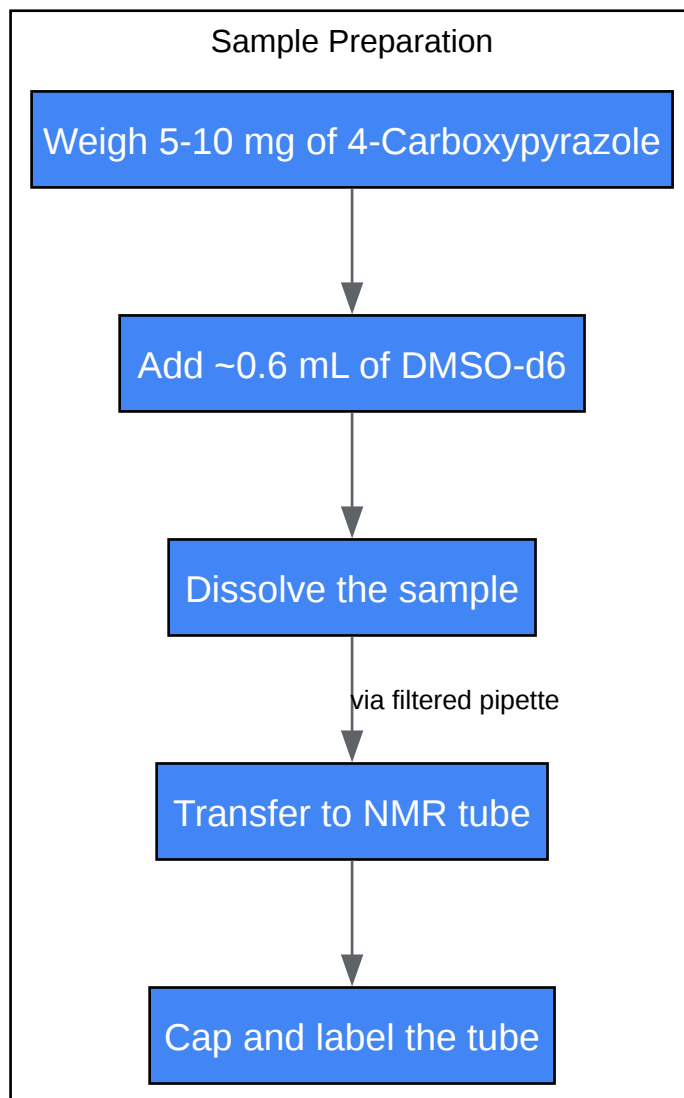 Sample Preparation
Weigh 5-10 mg of 4-Carboxypyrazole
Add ~0.6 mL of DMSO-d6
Dissolve the sample
via filtered pipette
Transfer to NMR tube
Cap and label the tube